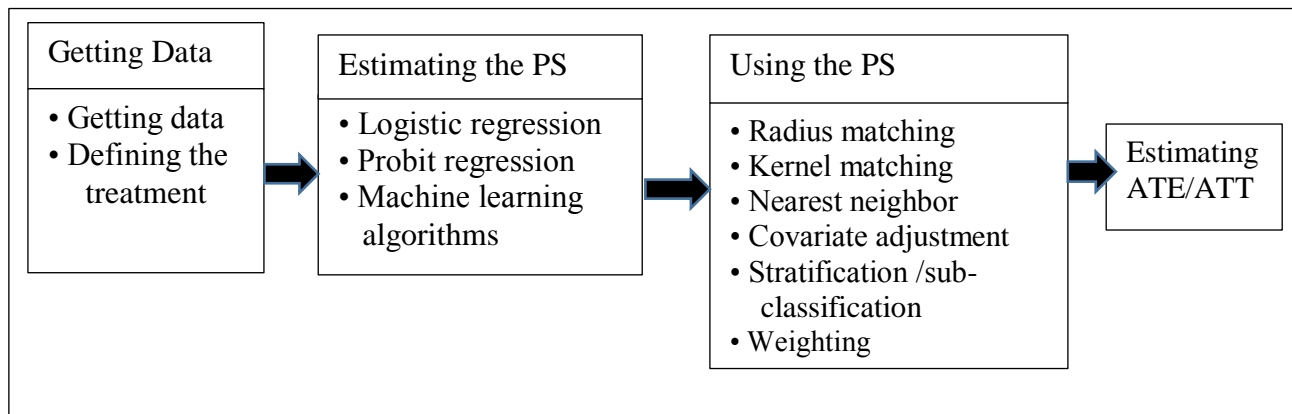 Getting Data
• Getting data
• Defining the
treatment
Estimating the PS
• Logistic regression
• Probit regression
• Machine learning
algorithms
Using the PS
• Radius matching
• Kernel matching
• Nearest neighbor
• Covariate adjustment
• Stratification /sub-
classification
• Weighting
Estimating
ATE/ATT